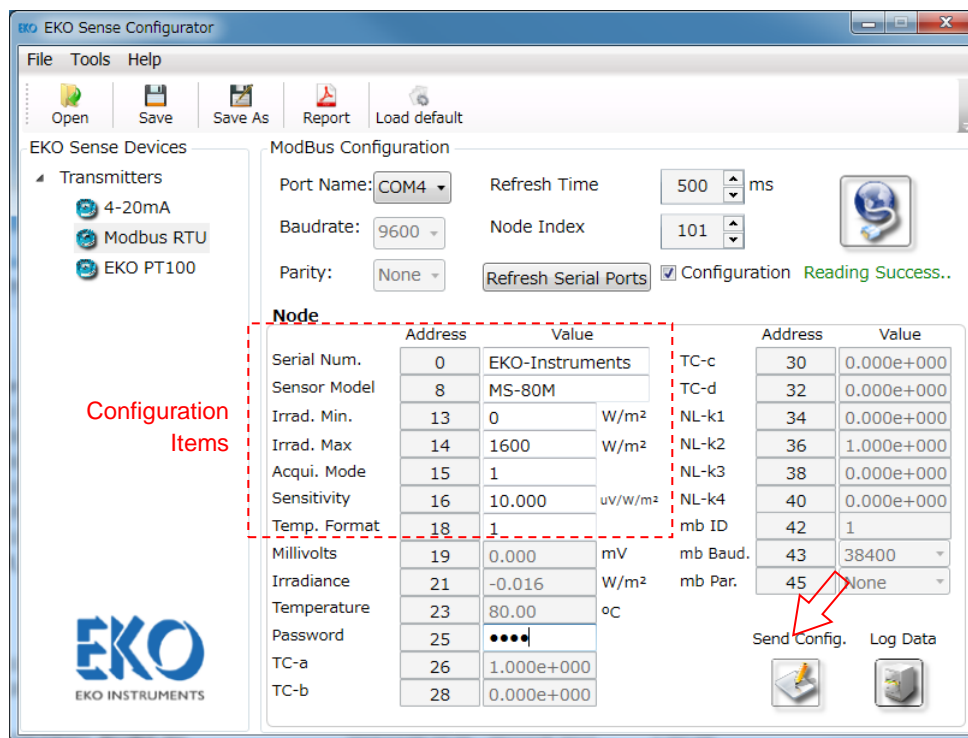 EKO EKO Sense Configurator
File Tools Help
Open Save Save As Report Load default
EKO Sense Devices
Transmitters
4-20mA
Modbus RTU
EKO PT100
ModBus Configuration
Port Name: COM4 Refresh Time 500 ms
Baudrate: 9600 Node Index 101
Parity: None Refresh Serial Ports Configuration Reading Success..
Node
Address Value Address Value
Serial Num. 0 EKO-Instruments TC-c 30 0.000e+000
Sensor Model 8 MS-80M TC-d 32 0.000e+000
Irrad. Min. 13 0 W/m² NL-k1 34 0.000e+000
Configuration
Items
Irrad. Max 14 1600 W/m² NL-k2 36 1.000e+000
Acqui. Mode 15 1 NL-k3 38 0.000e+000
Sensitivity 16 10.000 uV/W/m² NL-k4 40 0.000e+000
Temp. Format 18 1 mb ID 42 1
Millivolts 19 0.000 mV mb Baud. 43 38400
Irradiance 21 -0.016 W/m² mb Par. 45 None
Temperature 23 80.00 ºC
Password 25 ••••
Send Config. Log Data
TC-a 26 1.000e+000
TC-b 28 0.000e+000
EKO
EKO INSTRUMENTS